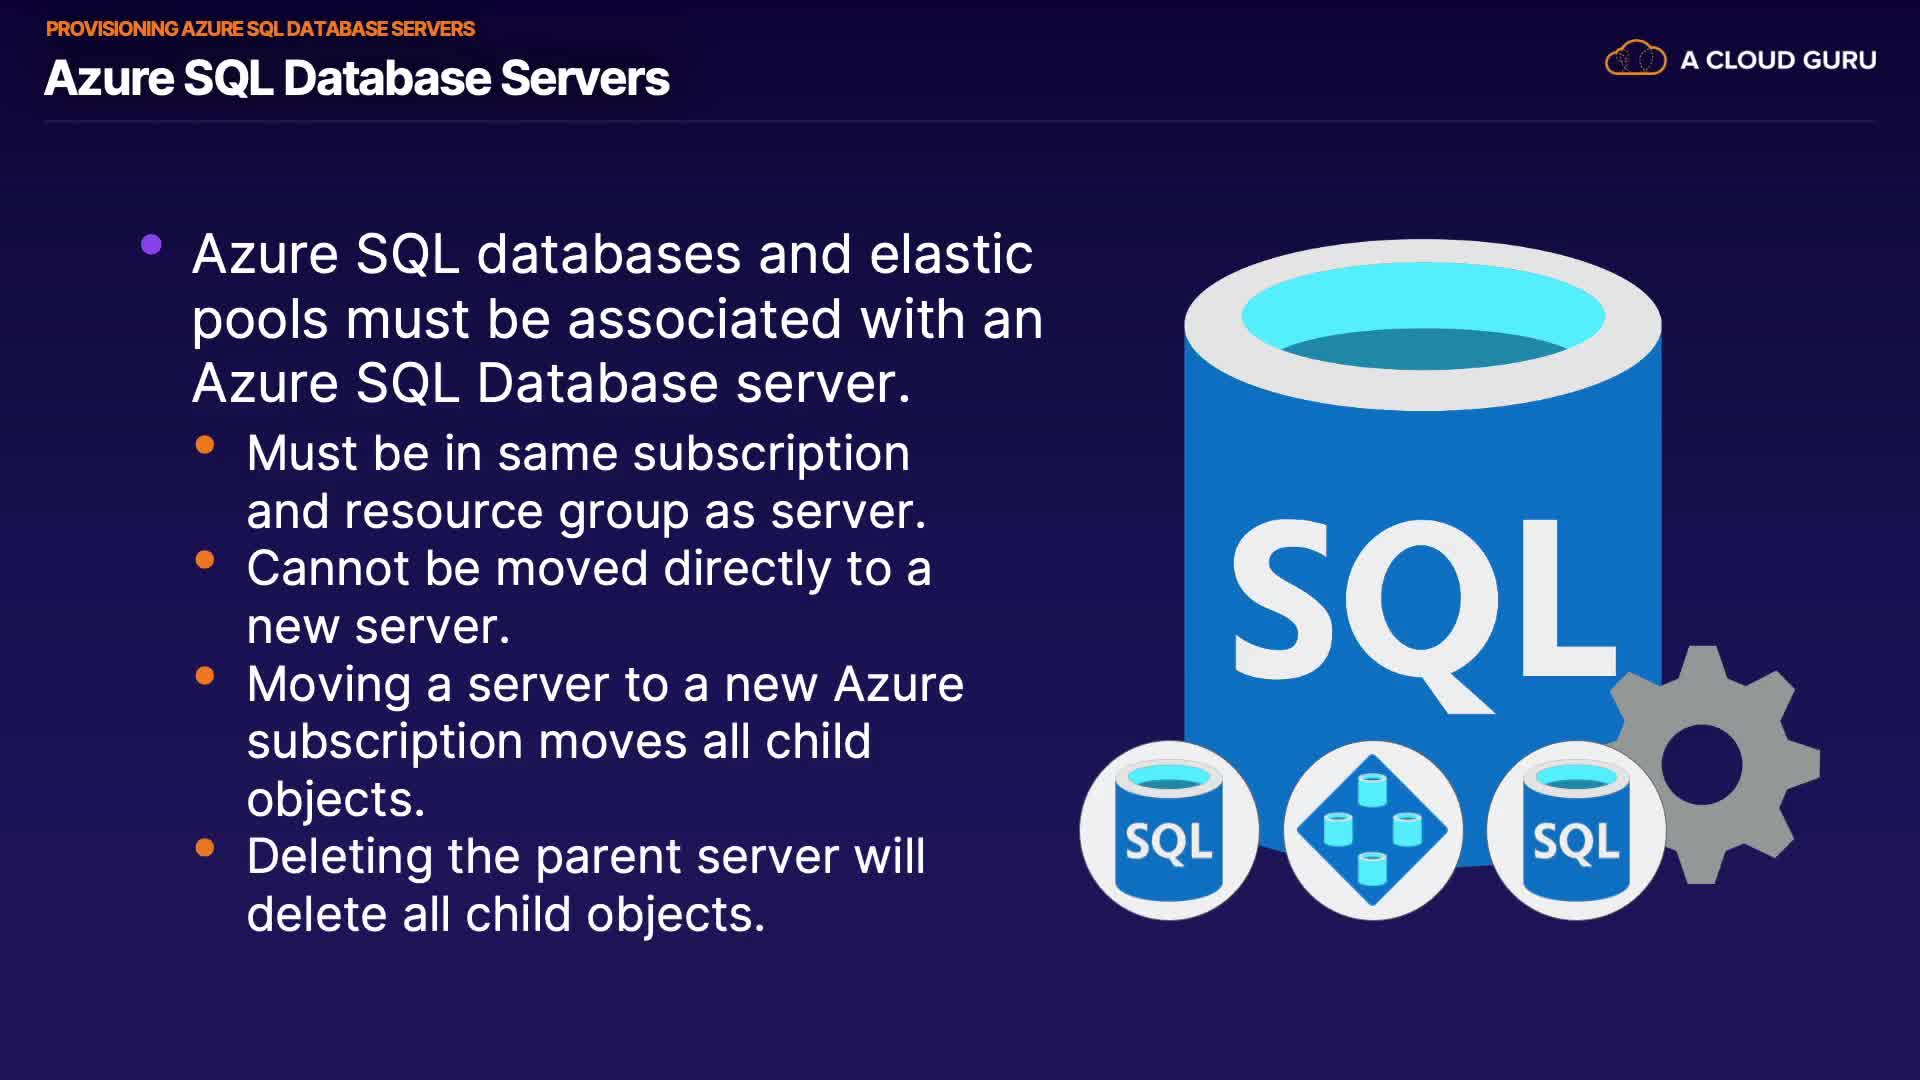 PROVISIONING AZURE SQL DATABASE SERVERS
Azure SQL Database Servers
A CLOUD GURU
Azure SQL databases and elastic
pools must be associated with an
Azure SQL Database server.
Must be in same subscription
and resource group as server.
Cannot be moved directly to a
new server.
Moving a server to a new Azure
subscription moves all child
objects.
Deleting the parent server will
delete all child objects.
SQL
SQL
SQL